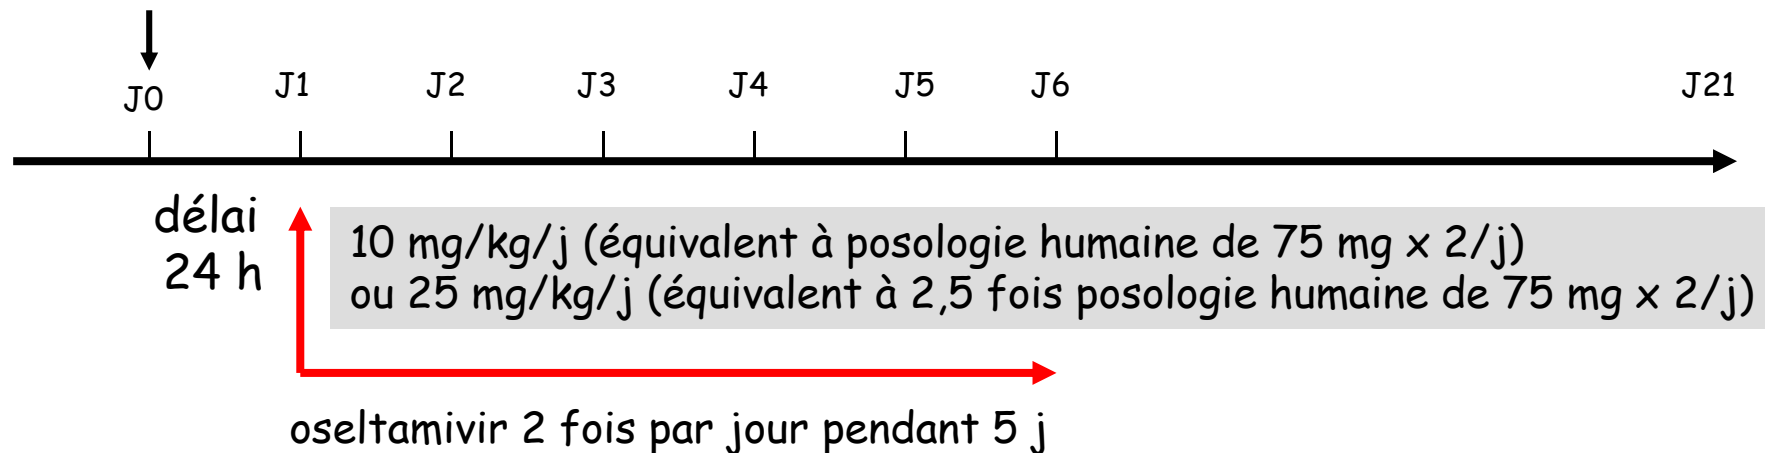 J0 J1 J2 J3 J4 J5 J6 J21
délai
24 h
10 mg/kg/j (équivalent à posologie humaine de 75 mg x 2/j)
ou 25 mg/kg/j (équivalent à 2,5 fois posologie humaine de 75 mg x 2/j)
oseltamivir 2 fois par jour pendant 5 j